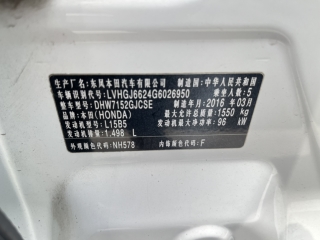 生产厂名：东风本田汽车有限公司 制造国：中华人民共和国
车辆识别代号：LVHGJ6624G6026950 乘坐人数：5
整车型号：DHW7152GJCSE 制造年月：2016 年 03月
品牌：本田(HONDA) 最大允许总质量：1550 kg
发动机型号：L15B5 发动机最大净功率：96 kW
发动机排量：1.498 L
外观颜色代码：NH578 内饰颜色代码：F